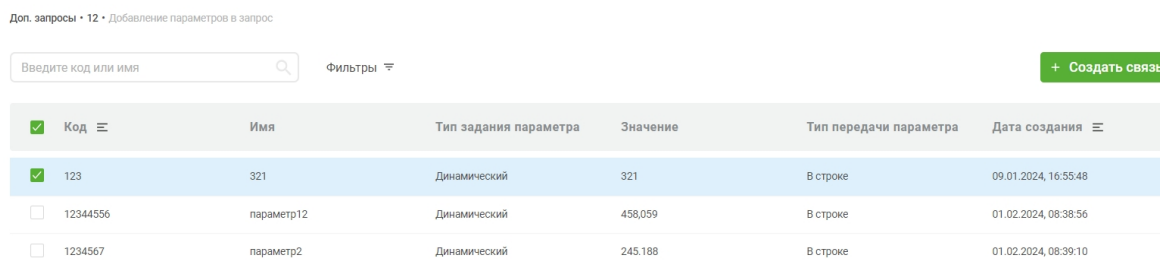 Доп. запросы • 12 • Добавление параметров в запрос
Введите код или имя Фильтры + Создать связь
Код Имя Тип задания параметра Значение Тип передачи параметра Дата создания
123 321 Динамический 321 В строке 09.01.2024, 16:55:48
12344556 параметр12 Динамический 458,059 В строке 01.02.2024, 08:38:56
1234567 параметр2 Динамический 245.188 В строке 01.02.2024, 08:39:10